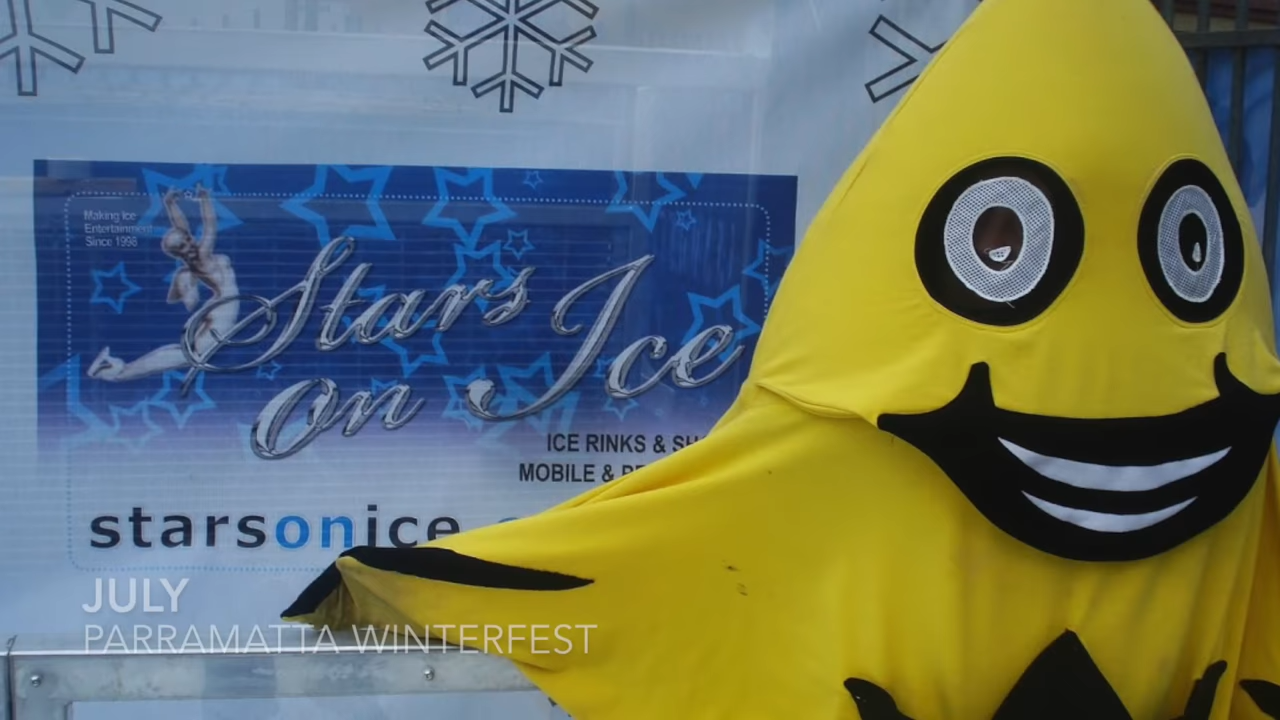 Making Ice
Entertainment
Since 1998
Stars
on Ice
ICE RINKS &
MOBILE &
starsonice
JULY
PARRAMATTA WINTERFEST